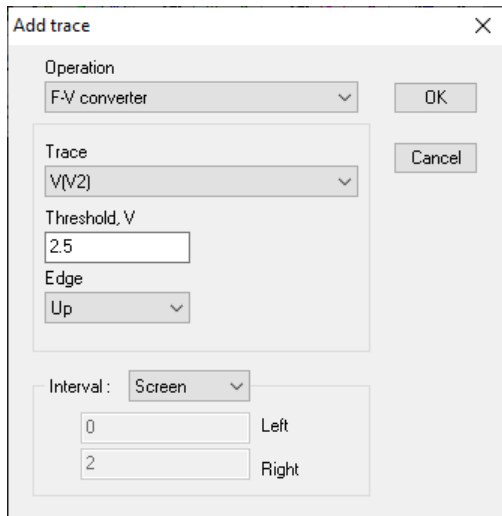 Add trace
Operation
F-V converter
OK
Trace
Cancel
V(V2)
Threshold, V
2.5
Edge
Up
Interval : Screen
0 Left
2 Right